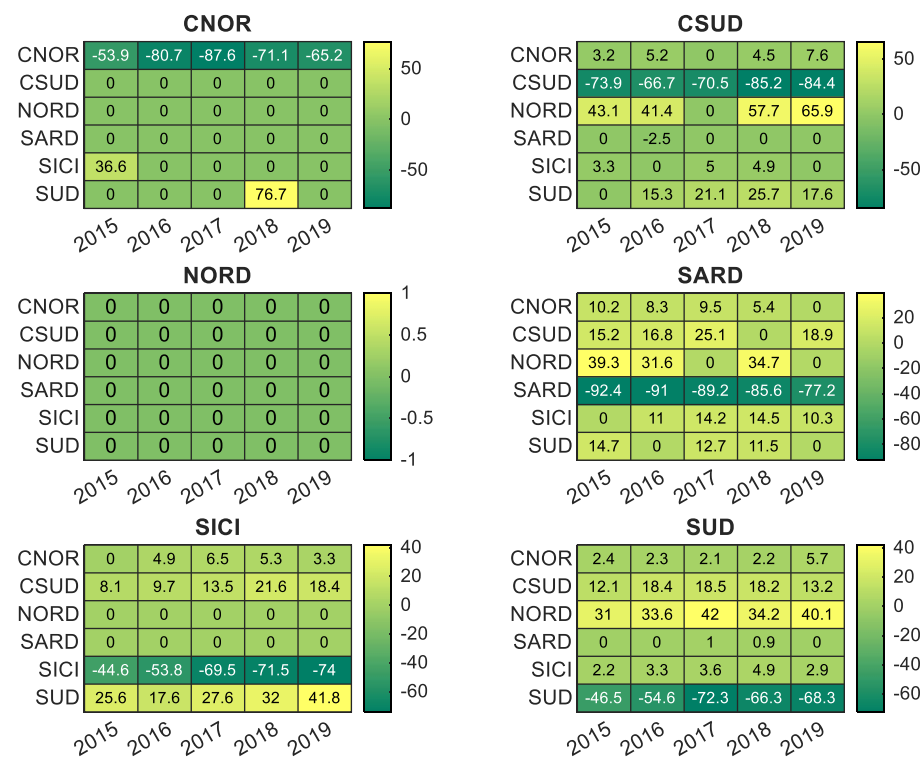 CNOR
CNOR -53.9 -80.7 -87.6 -71.1 -65.2
CSUD 0 0 0 0 0
NORD 0 0 0 0 0
SARD 0 0 0 0 0
SICI 36.6 0 0 0 0
SUD 0 0 0 76.7 0
2015 2016 2017 2018 2019
50
0
-50
CSUD
CNOR 3.2 5.2 0 4.5 7.6
CSUD -73.9 -66.7 -70.5 -85.2 -84.4
NORD 43.1 41.4 0 57.7 65.9
SARD 0 -2.5 0 0 0
SICI 3.3 0 5 4.9 0
SUD 0 15.3 21.1 25.7 17.6
2015 2016 2017 2018 2019
50
0
-50
NORD
CNOR 0 0 0 0 0
CSUD 0 0 0 0 0
NORD 0 0 0 0 0
SARD 0 0 0 0 0
SICI 0 0 0 0 0
SUD 0 0 0 0 0
2015 2016 2017 2018 2019
1
0.5
0
-0.5
-1
SARD
CNOR 10.2 8.3 9.5 5.4 0
CSUD 15.2 16.8 25.1 0 18.9
NORD 39.3 31.6 0 34.7 0
SARD -92.4 -91 -89.2 -85.6 -77.2
SICI 0 11 14.2 14.5 10.3
SUD 14.7 0 12.7 11.5 0
2015 2016 2017 2018 2019
20
0
-20
-40
-60
-80
SICI
CNOR 0 4.9 6.5 5.3 3.3
CSUD 8.1 9.7 13.5 21.6 18.4
NORD 0 0 0 0 0
SARD 0 0 0 0 0
SICI -44.6 -53.8 -69.5 -71.5 -74
SUD 25.6 17.6 27.6 32 41.8
2015 2016 2017 2018 2019
40
20
0
-20
-40
-60
SUD
CNOR 2.4 2.3 2.1 2.2 5.7
CSUD 12.1 18.4 18.5 18.2 13.2
NORD 31 33.6 42 34.2 40.1
SARD 0 0 1 0.9 0
SICI 2.2 3.3 3.6 4.9 2.9
SUD -46.5 -54.6 -72.3 -66.3 -68.3
2015 2016 2017 2018 2019
40
20
0
-20
-40
-60